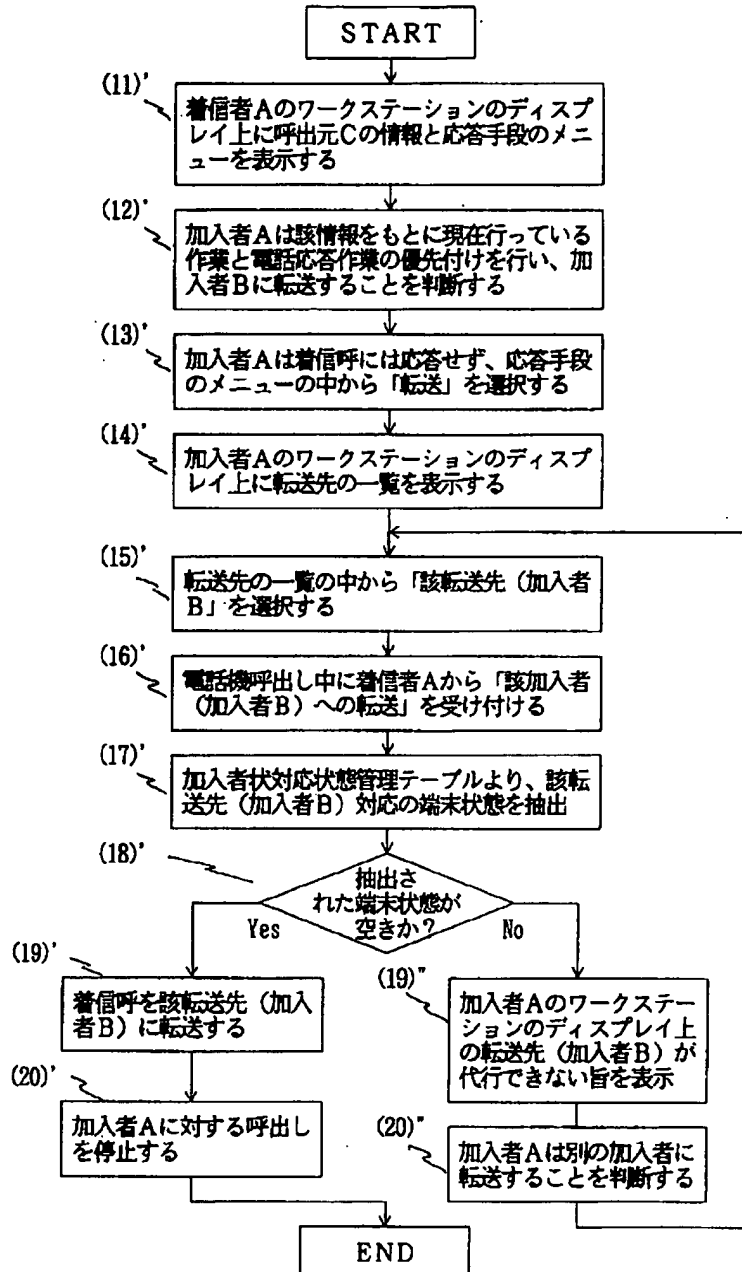 START
(11)'
着信者Aのワークステーションのディスプ
レイ上に呼出元Cの情報と応答手段のメニ
ューを表示する
(12)'
加入者Aは該情報をもとに現在行っている
作業と電話応答作業の優先付けを行い、加
入者Bに転送することを判断する
(13)'
加入者Aは着信呼には応答せず、応答手段
のメニューの中から「転送」を選択する
(14)'
加入者Aのワークステーションのディスプ
レイ上に転送先の一覧を表示する
(15)'
転送先の一覧の中から「該転送先（加入者
B」を選択する
(16)'
電話機呼出し中に着信者Aから「該加入者
（加入者B）への転送」を受け付ける
(17)'
加入者状対応状態管理テーブルより、該転
送先（加入者B）対応の端末状態を抽出
(18)'
抽出さ
れた端末状態が
空きか？
Yes
No
(19)'
着信呼を該転送先（加入
者B）に転送する
(20)'
加入者Aに対する呼出し
を停止する
(19)"
加入者Aのワークステー
ションのディスプレイ上
の転送先（加入者B）が
代行できない旨を表示
(20)"
加入者Aは別の加入者に
転送することを判断する
END